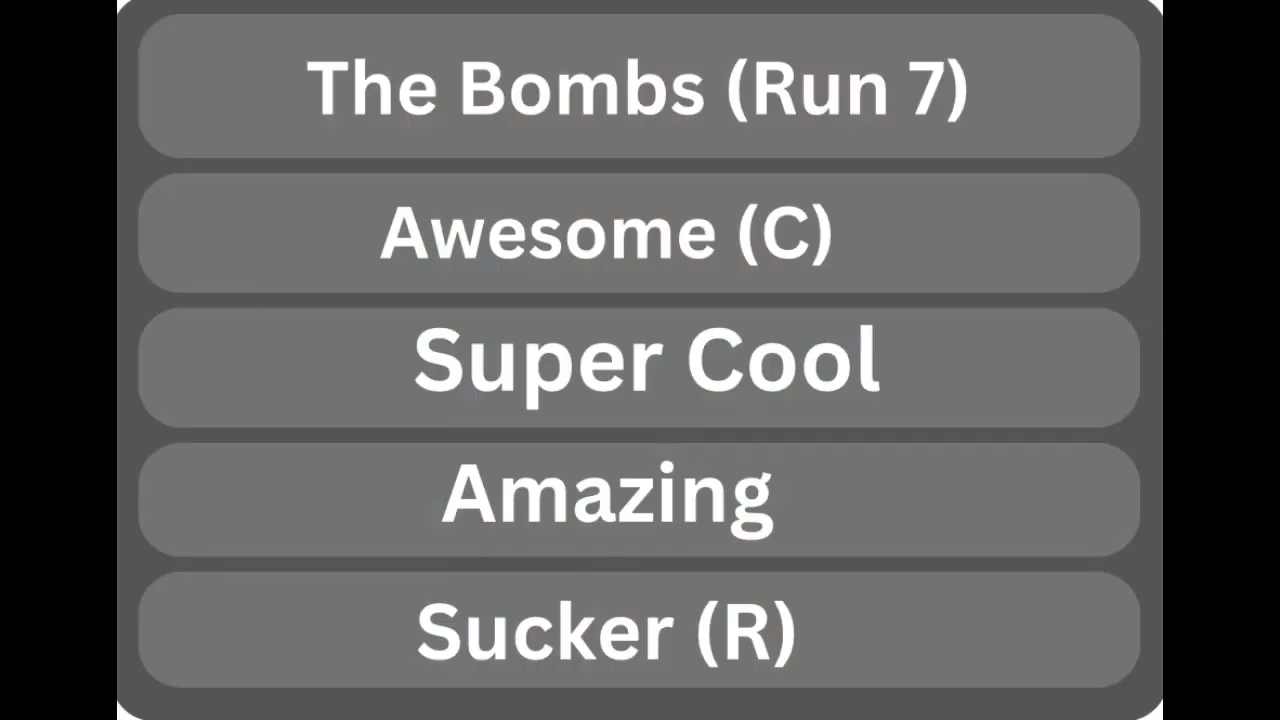 The Bombs (Run 7)
Awesome (C)
Super Cool
Amazing
Sucker (R)